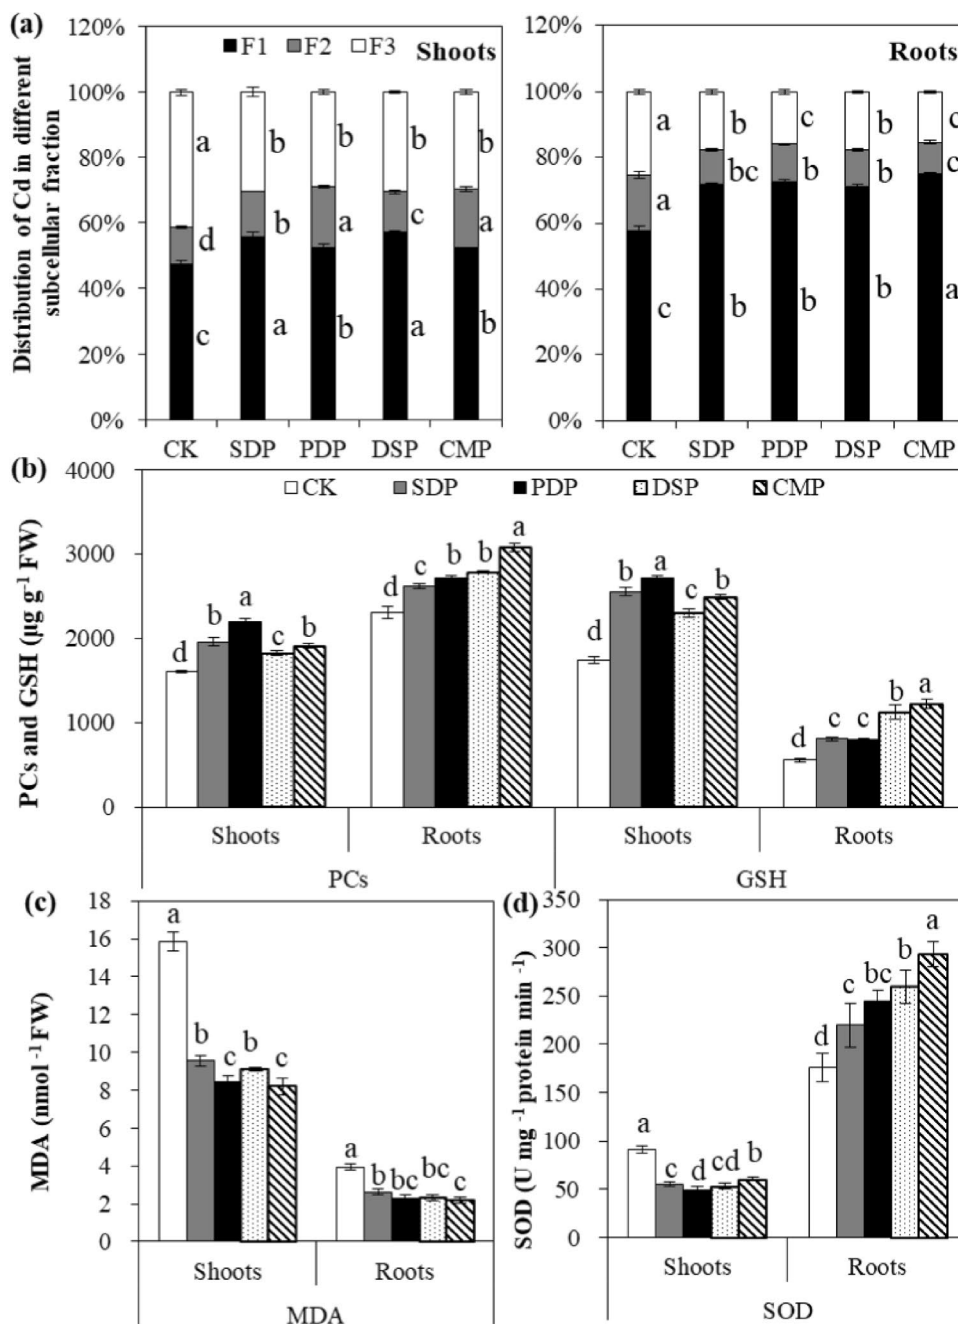 (a)
Distribution of Cd in different
subcellular fraction
120%
100%
80%
60%
40%
20%
0%
F1 F2 F3
Shoots
a b b b b
d b a c a
c a b a b
CK SDP PDP DSP CMP
120%
100%
80%
60%
40%
20%
0%
Roots
a b c b c
a bc b b c
c b b b a
CK SDP PDP DSP CMP
(b)
PCs and GSH (µg g-1 FW)
4000
3000
2000
1000
0
CK SDP PDP DSP CMP
d b a c b
d c b b a
d b a c b
d c c b a
Shoots Roots Shoots Roots
PCs GSH
(c)
MDA (nmol -1 FW)
18
16
14
12
10
8
6
4
2
0
a b c b c
a b bc bc c
Shoots Roots
MDA
(d)
SOD (U mg -1 protein min -1)
350
300
250
200
150
100
50
0
a c d cd b
d c bc b a
Shoots Roots
SOD